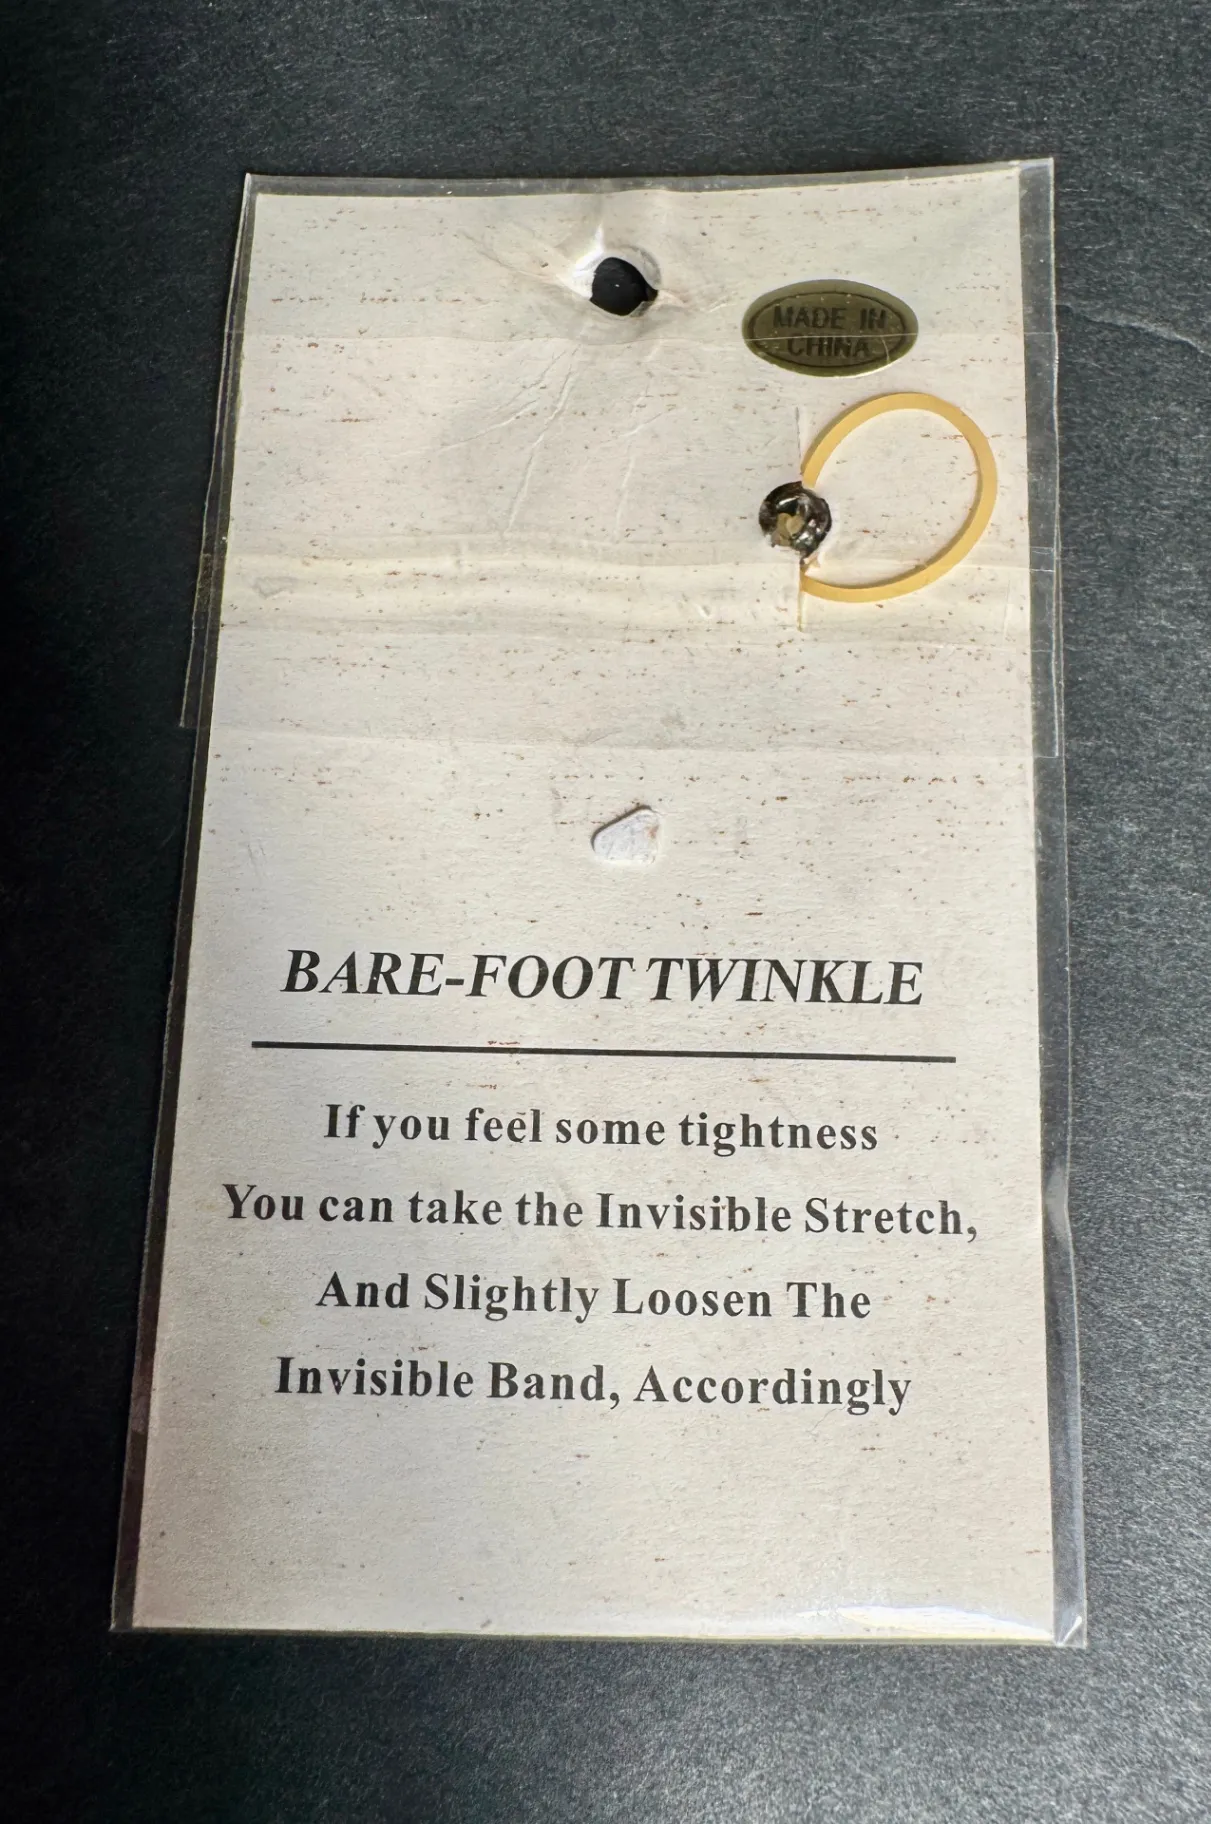 MADE IN
CHINA
BARE-FOOT TWINKLE
If you feel some tightness
You can take the Invisible Stretch,
And Slightly Loosen The
Invisible Band, Accordingly